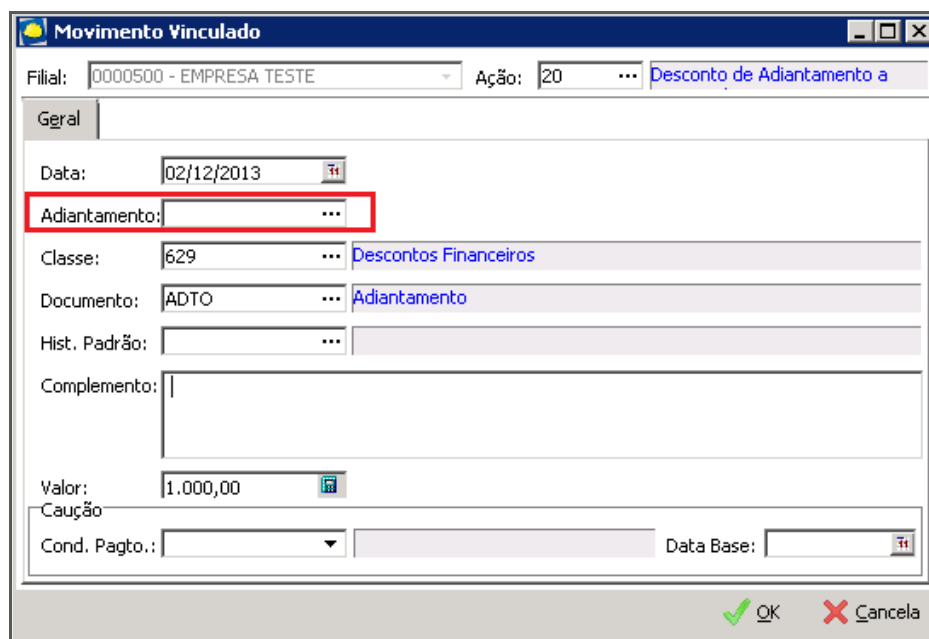 Movimento Vinculado
Filial: 0000500 - EMPRESA TESTE Ação: 20 ... Desconto de Adiantamento a
Geral
Data: 02/12/2013
Adiantamento: ...
Classe: 629 ... Descontos Financeiros
Documento: ADTO ... Adiantamento
Hist. Padrão: ...
Complemento:
Valor: 1.000,00
Caução
Cond. Pagto.: Data Base:
OK Cancela